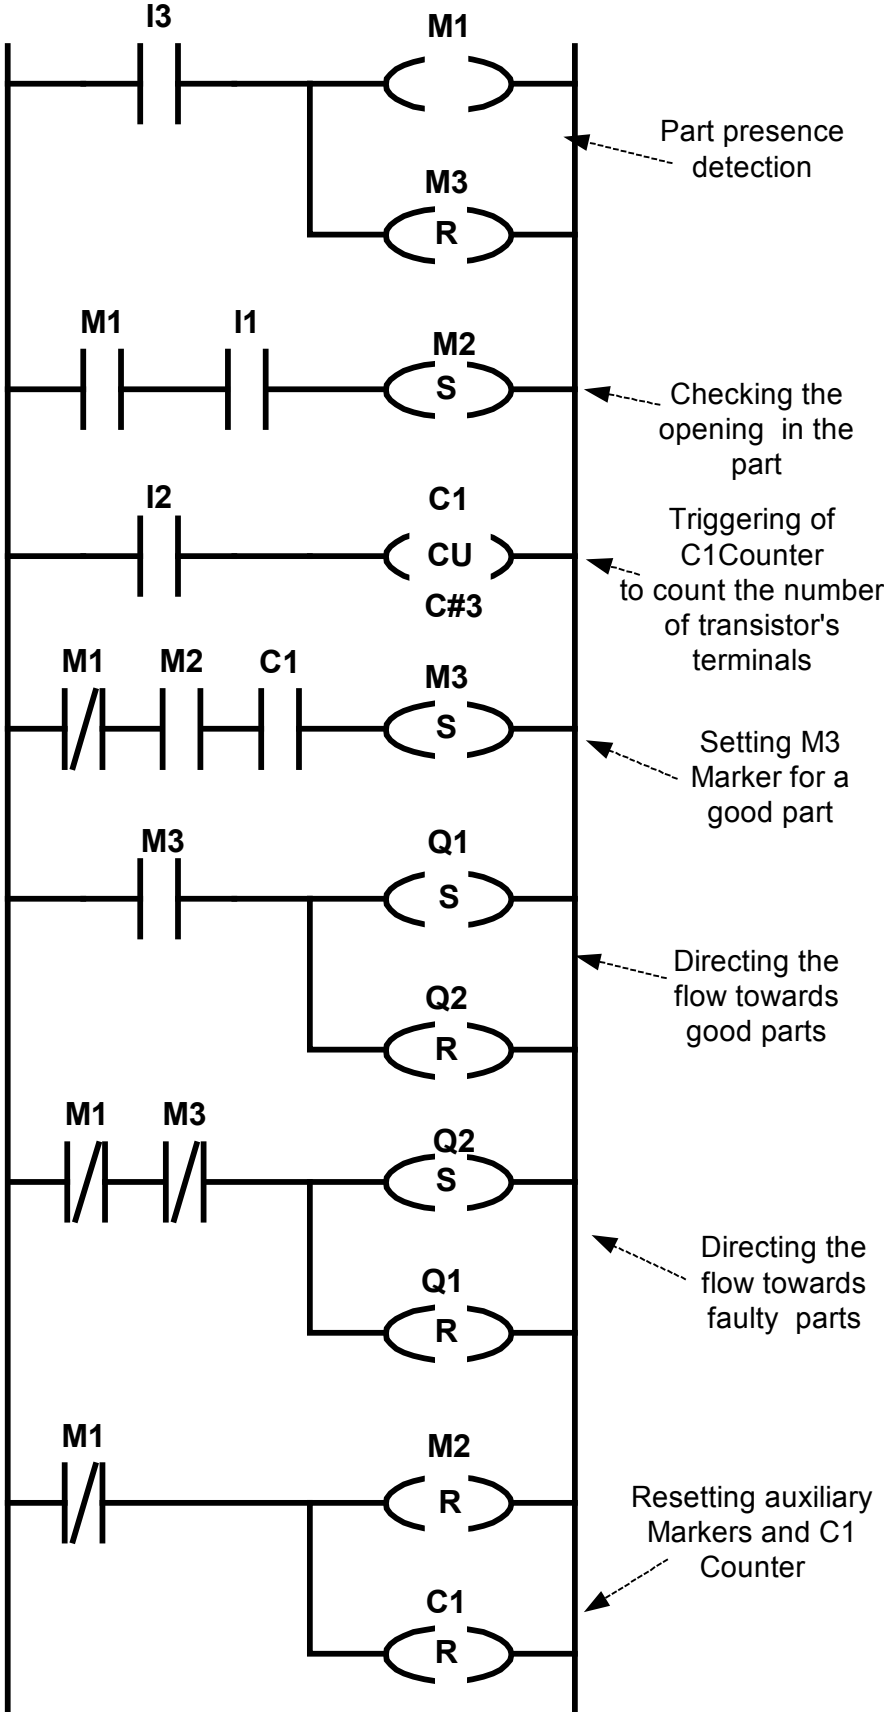 I3
M1
Part presence
detection
M3
R
M1
I1
M2
S
Checking the
opening in the
part
I2
C1
CU
C#3
Triggering of
C1Counter
to count the number
of transistor's
terminals
M1
M2
C1
M3
S
Setting M3
Marker for a
good part
M3
Q1
S
Q2
R
Directing the
flow towards
good parts
M1
M3
Q2
S
Q1
R
Directing the
flow towards
faulty parts
M1
M2
R
C1
R
Resetting auxiliary
Markers and C1
Counter